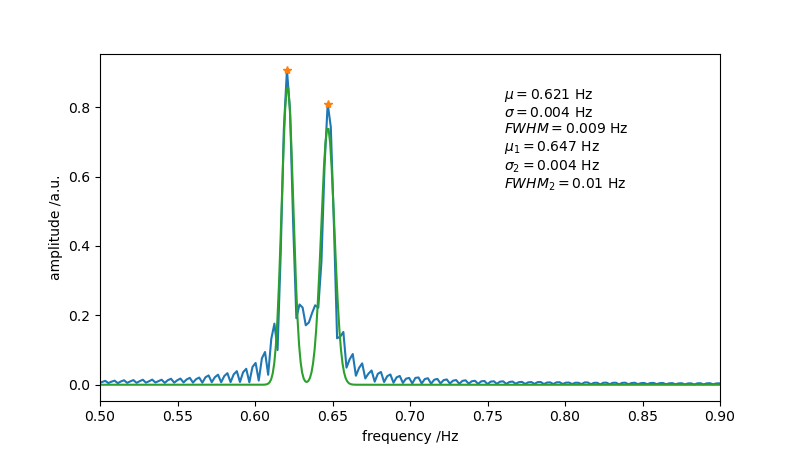 μ = 0.621 Hz
σ = 0.004 Hz
FWHM = 0.009 Hz
μ₁ = 0.647 Hz
σ₂ = 0.004 Hz
FWHM₂ = 0.01 Hz
amplitude /a.u.
0.8
0.6
0.4
0.2
0.0
0.50 0.55 0.60 0.65 0.70 0.75 0.80 0.85 0.90
frequency /Hz